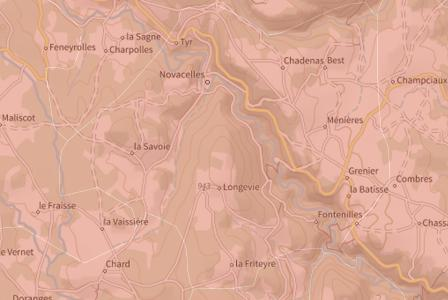 la Sagne
Tyr
Feneyrolles
Charpolles
Chadenas
Best
Novacelles
Champciaux
Maliscot
Ménières
la Savoie
Grenier
Combres
Longevie
la Batisse
le Fraisse
Fontenilles
la Vaissière
Chassa
e Vernet
Chard
la Friteyre
Doranges